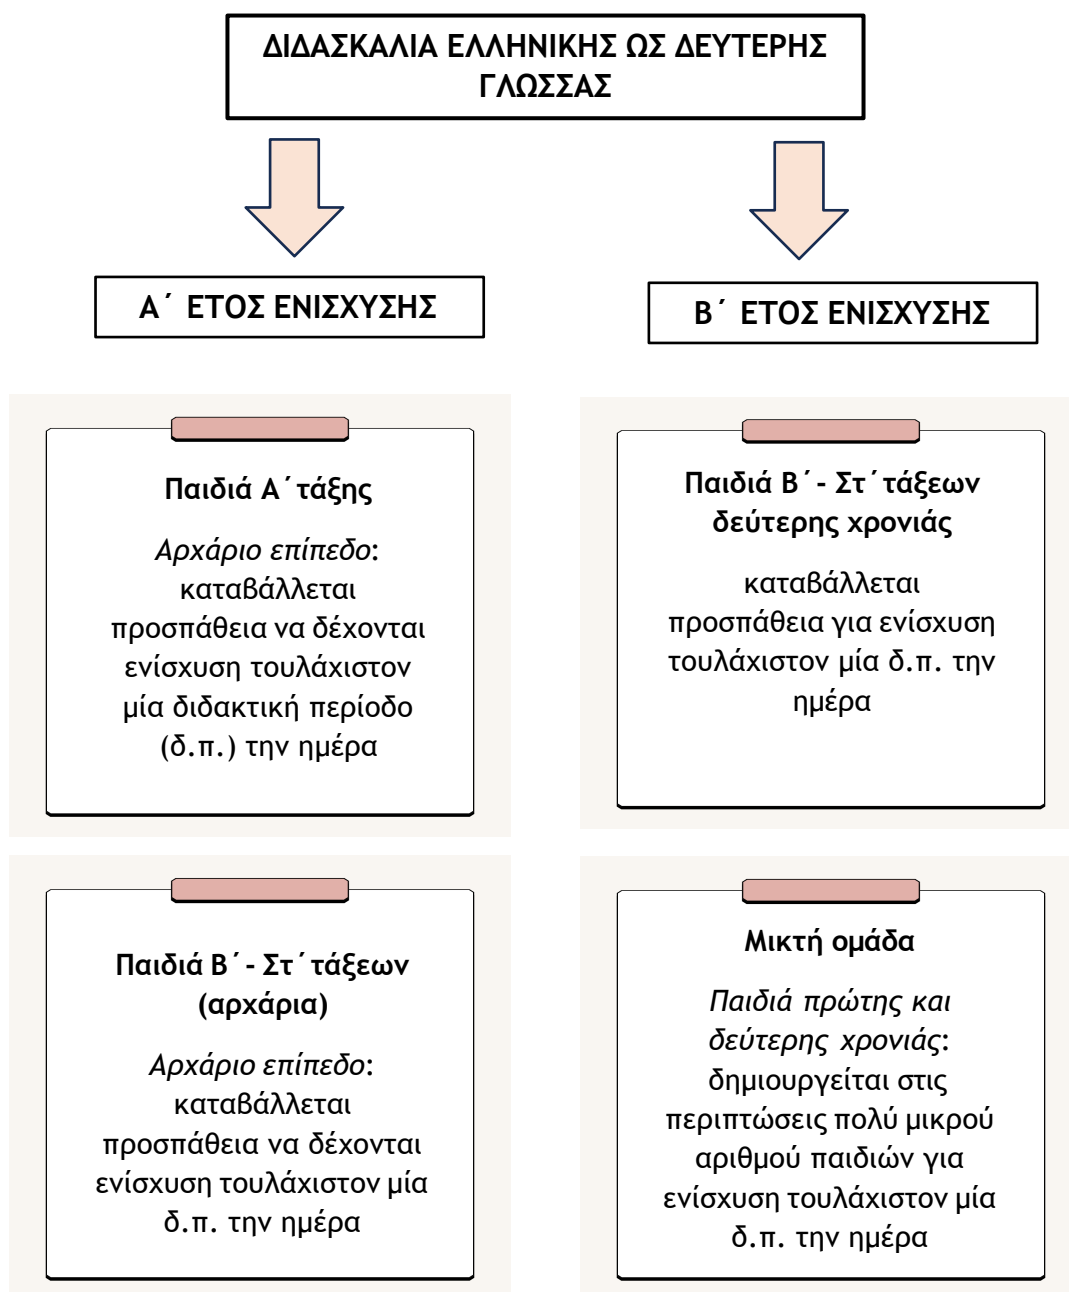 ΔΙΔΑΣΚΑΛΙΑ ΕΛΛΗΝΙΚΗΣ ΩΣ ΔΕΥΤΕΡΗΣ
ΓΛΩΣΣΑΣ
Α΄ ΕΤΟΣ ΕΝΙΣΧΥΣΗΣ
Παιδιά Α΄ τάξης
Αρχάριο επίπεδο:
καταβάλλεται
προσπάθεια να δέχονται
ενίσχυση τουλάχιστον
μία διδακτική περίοδο
(δ.π.) την ημέρα
Παιδιά Β΄ - Στ΄ τάξεων
(αρχάρια)
Αρχάριο επίπεδο:
καταβάλλεται
προσπάθεια να δέχονται
ενίσχυση τουλάχιστον μία
δ.π. την ημέρα
Β΄ ΕΤΟΣ ΕΝΙΣΧΥΣΗΣ
Παιδιά Β΄ - Στ΄ τάξεων
δεύτερης χρονιάς
καταβάλλεται
προσπάθεια για ενίσχυση
τουλάχιστον μία δ.π. την
ημέρα
Μικτή ομάδα
Παιδιά πρώτης και
δεύτερης χρονιάς:
δημιουργείται στις
περιπτώσεις πολύ μικρού
αριθμού παιδιών για
ενίσχυση τουλάχιστον μία
δ.π. την ημέρα